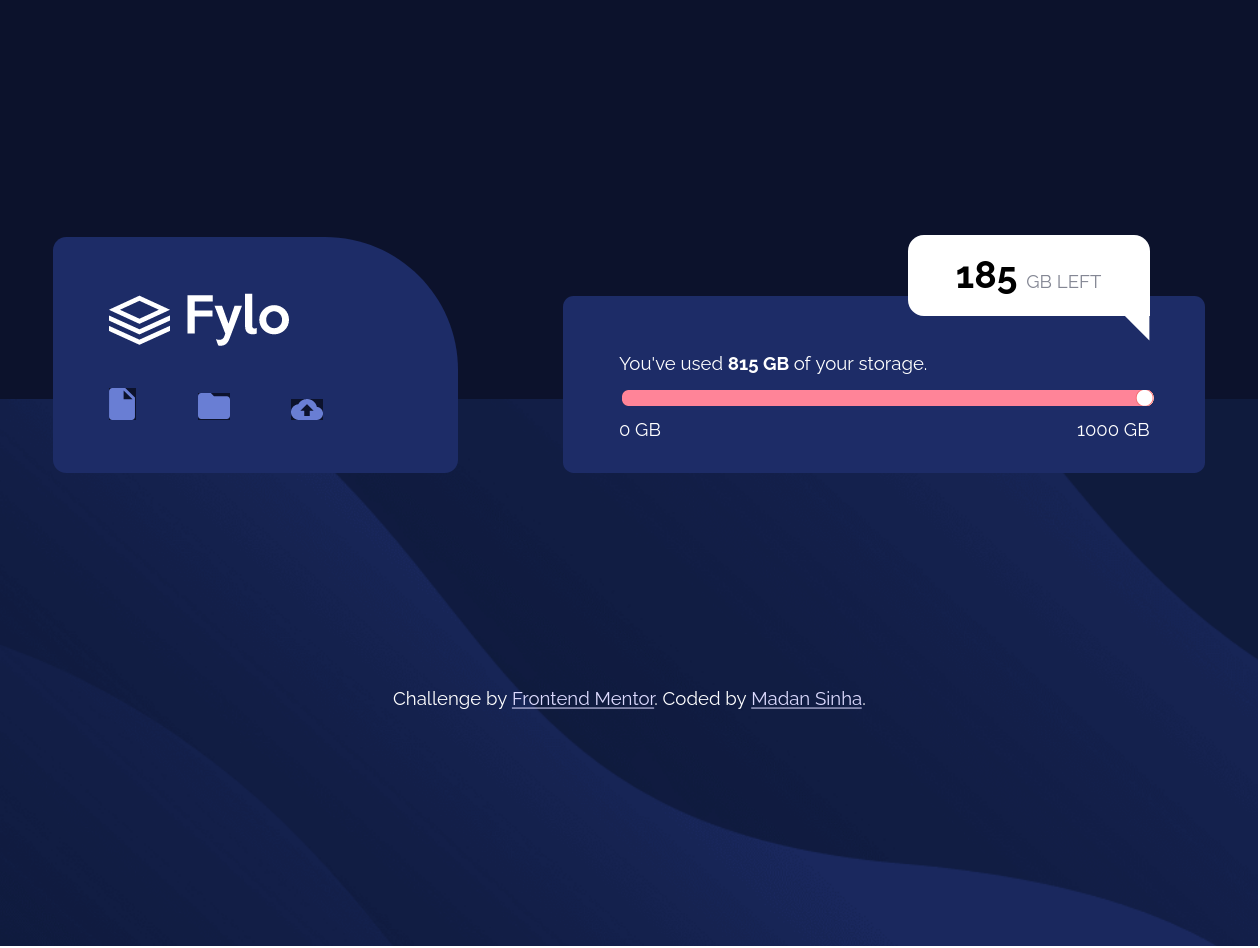 Fylo
185 GB LEFT
You've used 815 GB of your storage.
0 GB
1000 GB
Challenge by Frontend Mentor. Coded by Madan Sinha.